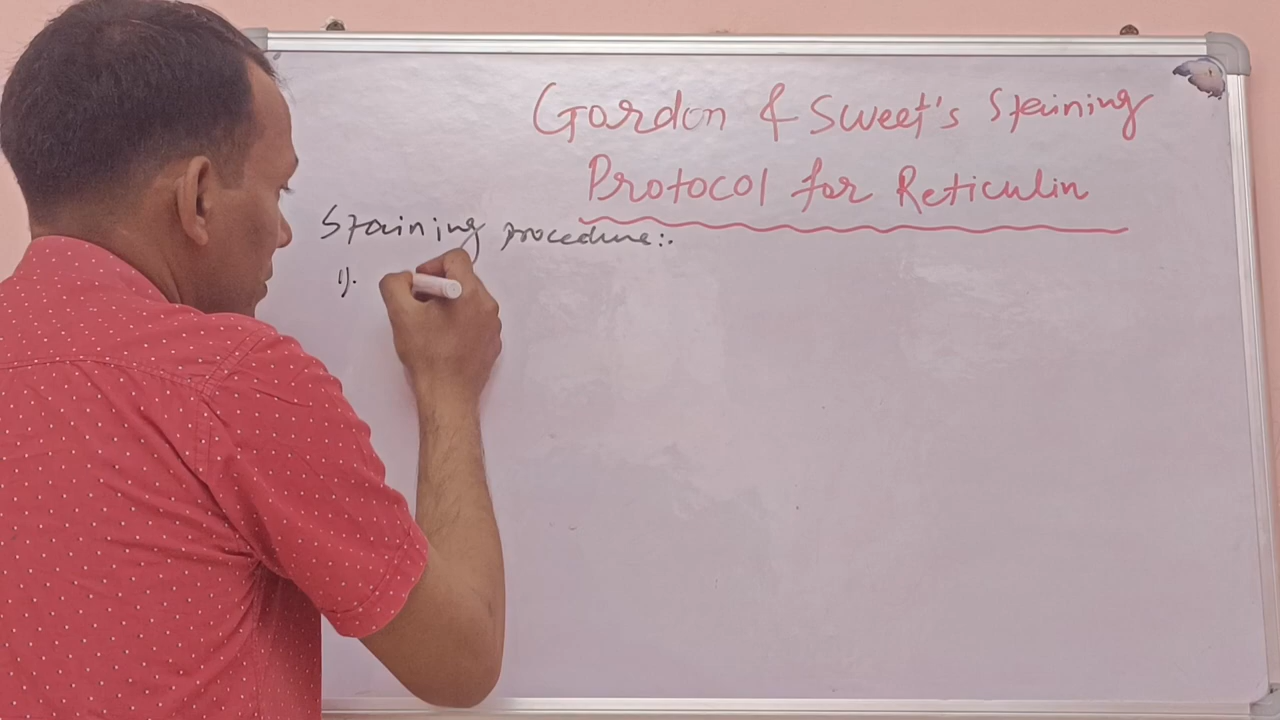 Gordon & Sweet's Staining
Protocol for Reticulin
Staining procedure:-
1).